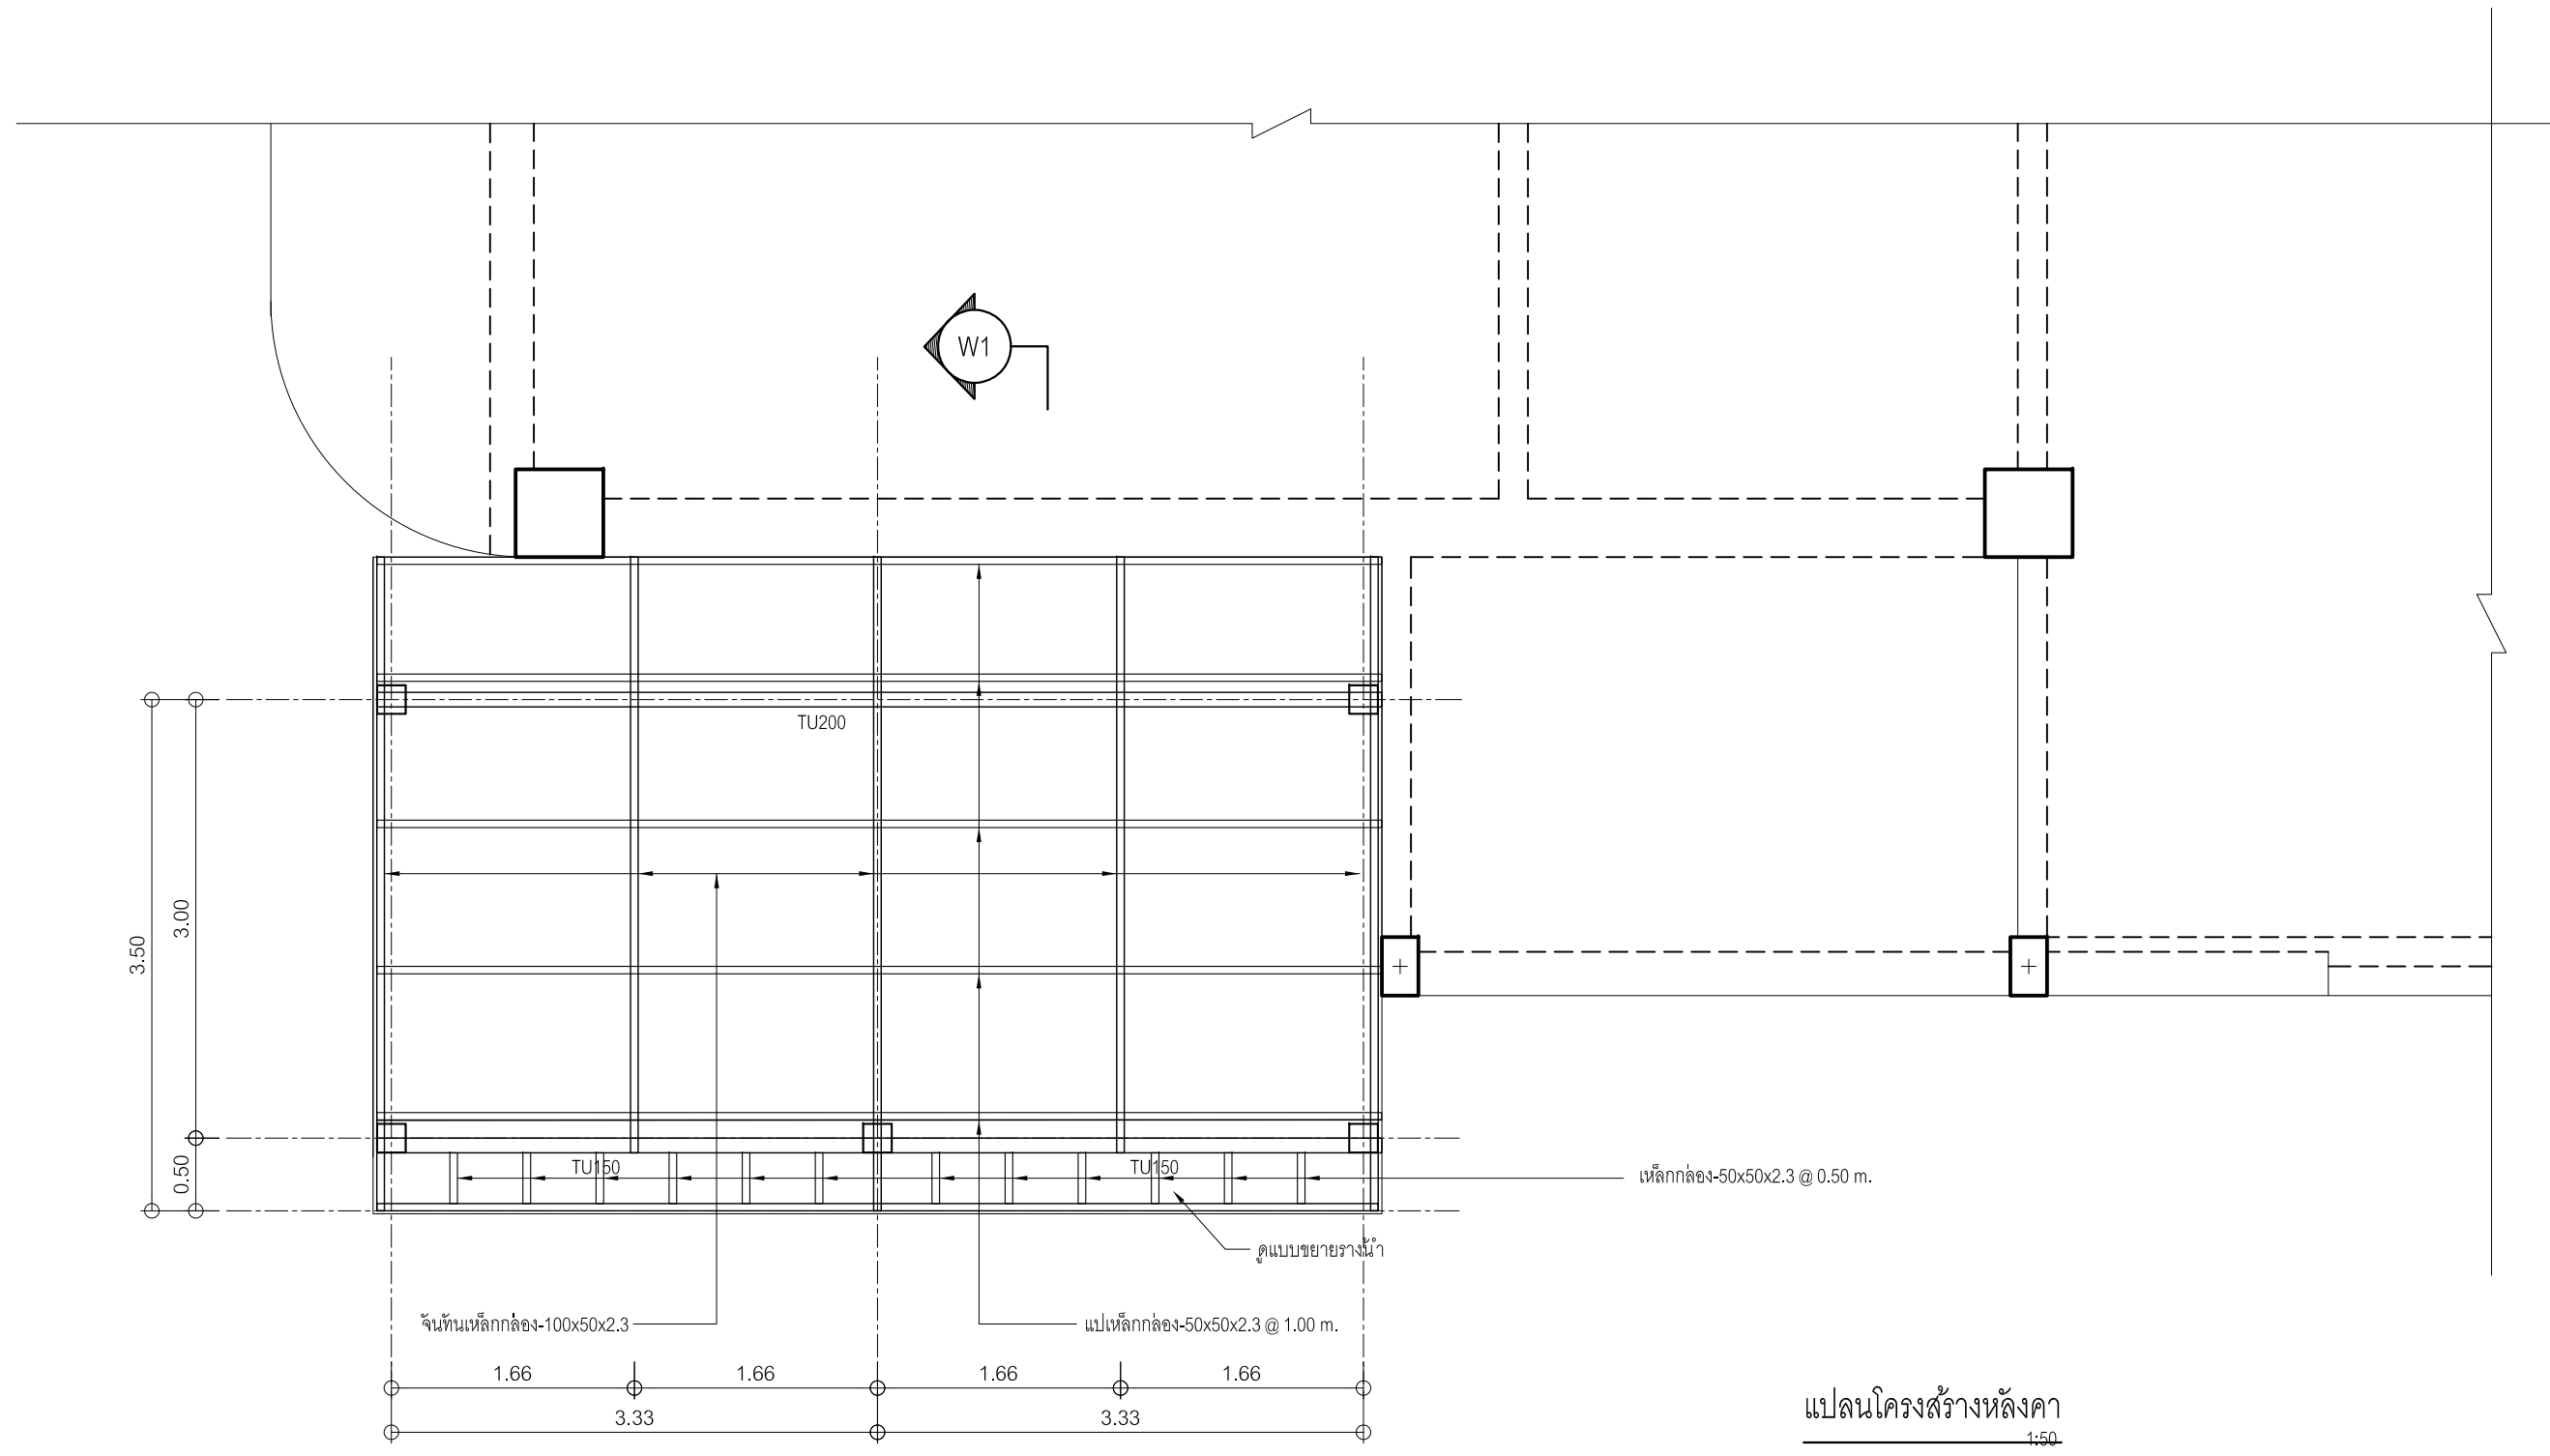 W1
TU200
3.50
3.00
0.50
TU150
TU150
เหล็กกล่อง-50x50x2.3 @ 0.50 m.
ดูแบบขยายรางน้ำ
จันทันเหล็กกล่อง-100x50x2.3
แปเหล็กกล่อง-50x50x2.3 @ 1.00 m.
1.66 1.66 1.66 1.66
3.33 3.33
แปลนโครงสร้างหลังคา
1:50